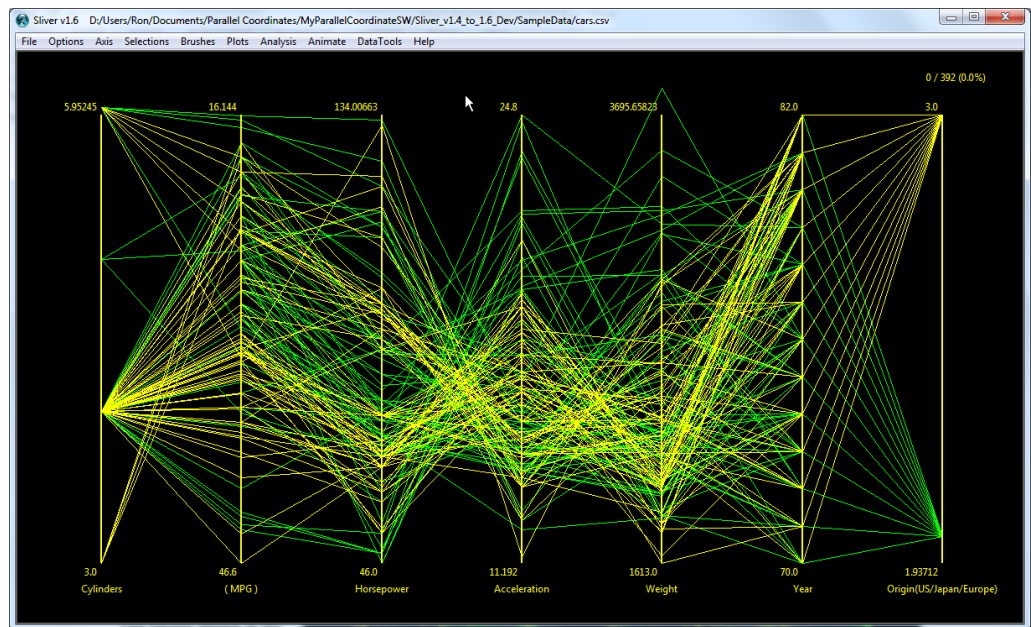 Sliver v1.6 D:/Users/Ron/Documents/Parallel Coordinates/MyParallelCoordinateSW/Sliver_v1.4_to_1.6_Dev/SampleData/cars.csv
File Options Axis Selections Brushes Plots Analysis Animate DataTools Help
0 / 392 (0.0%)
5.95245 16.144 134.00663 24.8 3695.65823 82.0 3.0
3.0 46.6 46.0 11.192 1613.0 70.0 1.93712
Cylinders ( MPG ) Horsepower Acceleration Weight Year Origin(US/Japan/Europe)